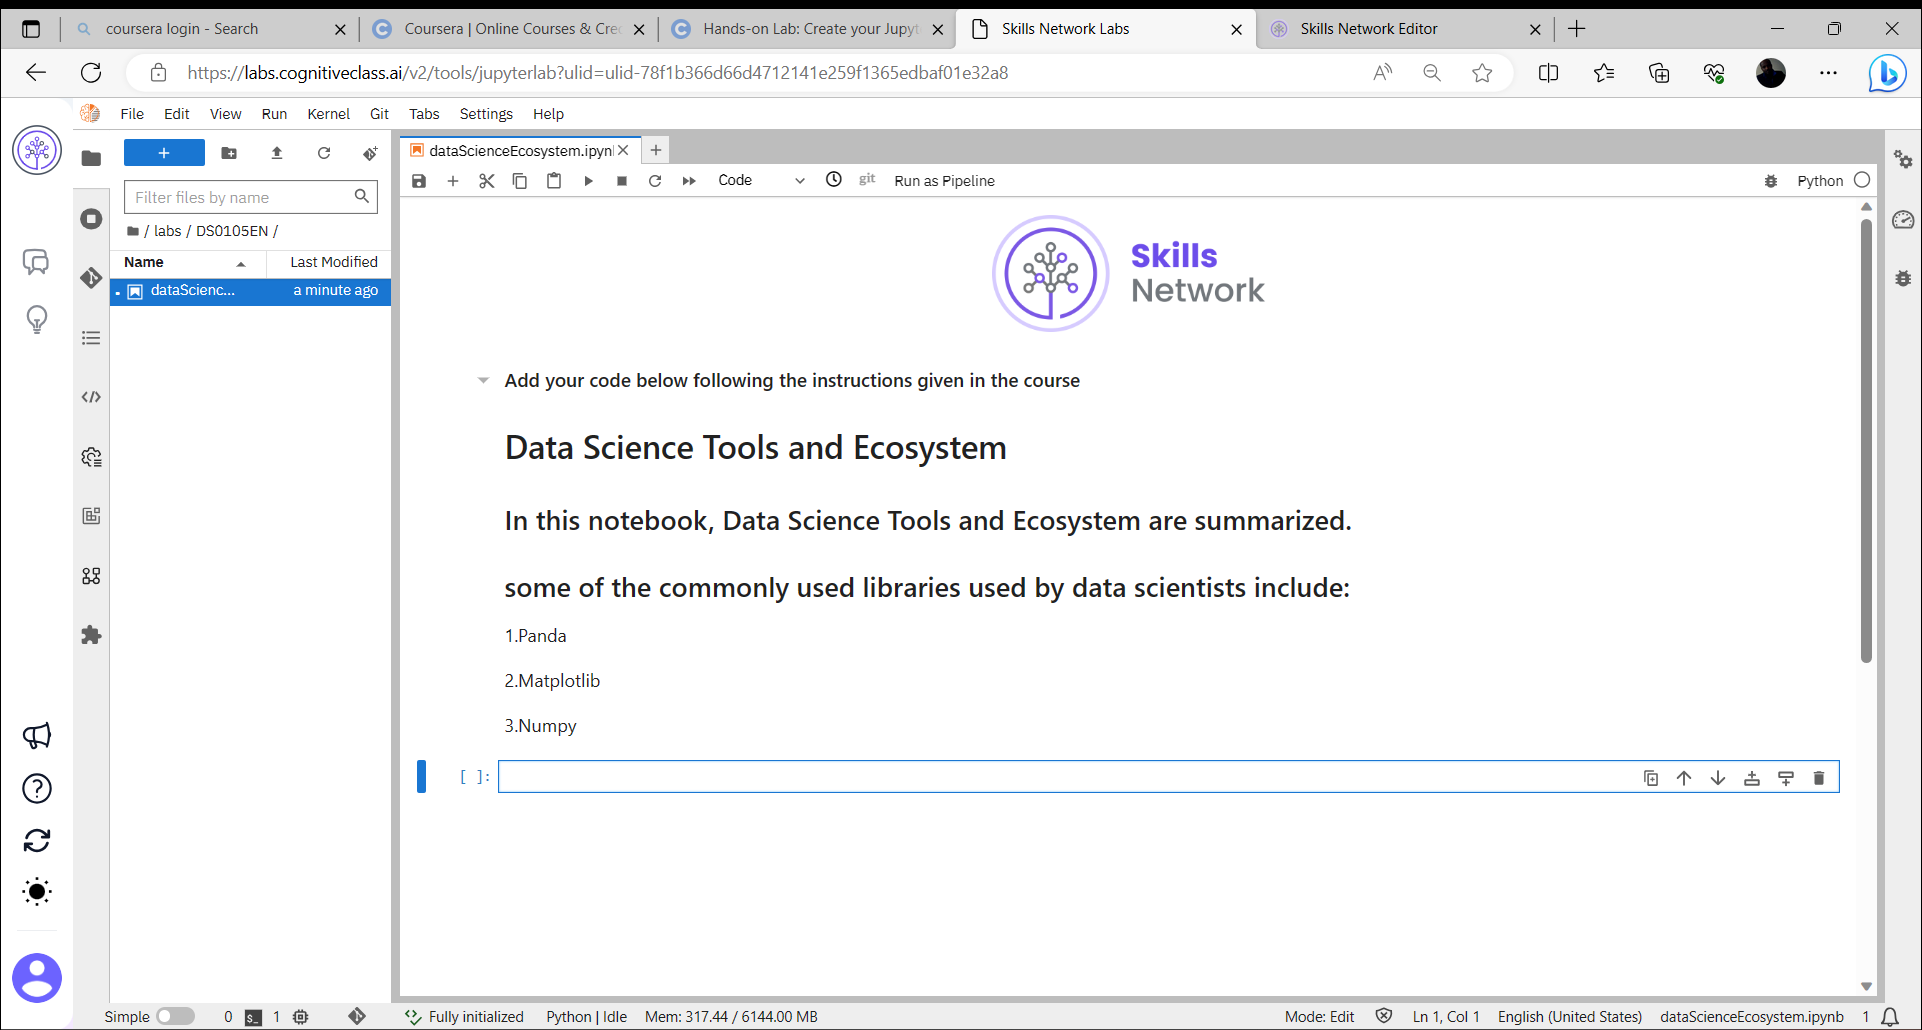 coursera login - Search
Coursera | Online Courses & Cre
Hands-on Lab: Create your Jupyt
Skills Network Labs
Skills Network Editor
https://labs.cognitiveclass.ai/v2/tools/jupyterlab?ulid=ulid-78f1b366d66d4712141e259f1365edbaf01e32a8
File Edit View Run Kernel Git Tabs Settings Help
dataScienceEcosystem.ipyn
Code
git
Run as Pipeline
Python
Filter files by name
/ labs / DS0105EN /
Name Last Modified
dataScienc... a minute ago
Skills
Network
Add your code below following the instructions given in the course
Data Science Tools and Ecosystem
In this notebook, Data Science Tools and Ecosystem are summarized.
some of the commonly used libraries used by data scientists include:
1.Panda
2.Matplotlib
3.Numpy
[ ]:
Simple 0 $_ 1 Fully initialized Python | Idle Mem: 317.44 / 6144.00 MB Mode: Edit Ln 1, Col 1 English (United States) dataScienceEcosystem.ipynb 1